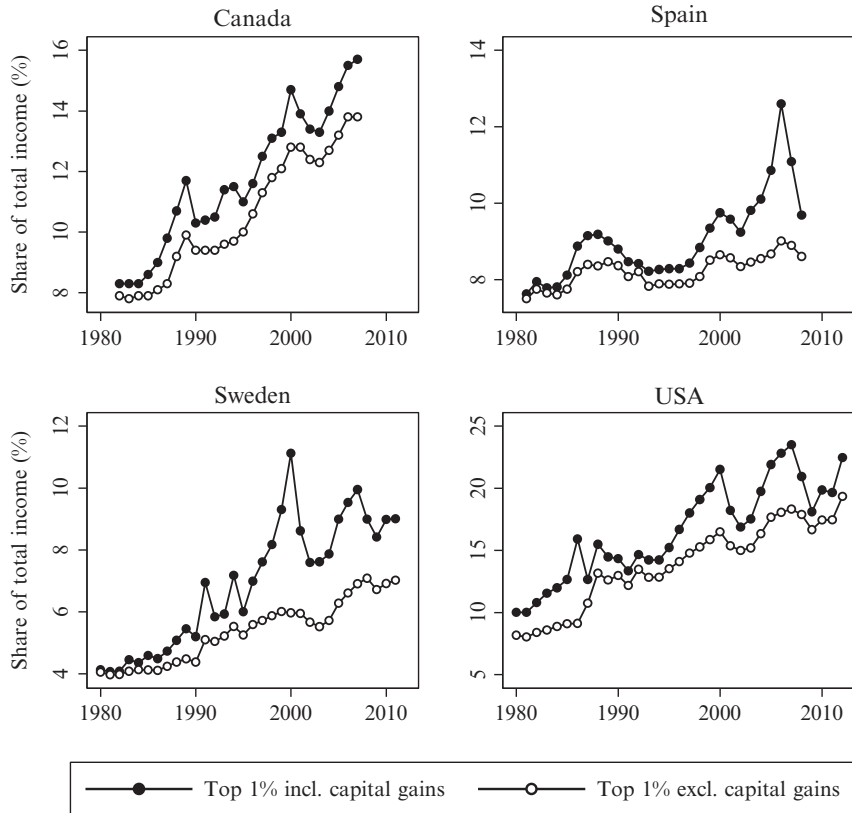 Canada
Spain
Share of total income (%)
16
14
12
10
8
1980 1990 2000 2010
14
12
10
8
1980 1990 2000 2010
Sweden
USA
Share of total income (%)
12
10
8
6
4
1980 1990 2000 2010
25
20
15
10
5
1980 1990 2000 2010
Top 1% incl. capital gains Top 1% excl. capital gains